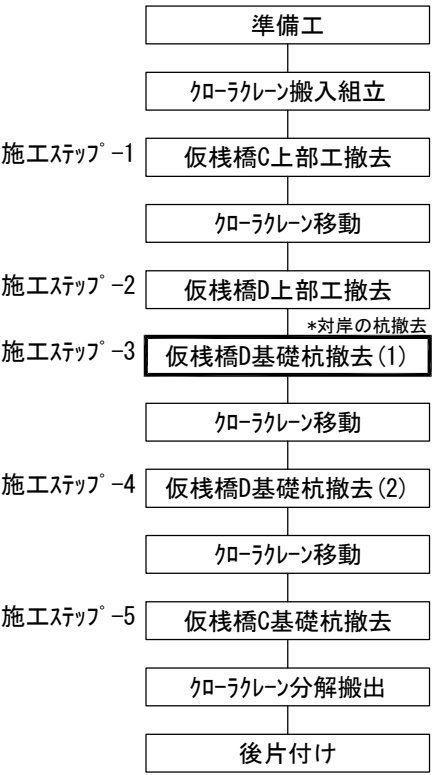 準備工
ｸﾛｰﾗｸﾚｰﾝ搬入組立
施工ｽﾃｯﾌﾟ-1 仮桟橋C上部工撤去
ｸﾛｰﾗｸﾚｰﾝ移動
施工ｽﾃｯﾌﾟ-2 仮桟橋D上部工撤去
*対岸の杭撤去
施工ｽﾃｯﾌﾟ-3 仮桟橋D基礎杭撤去(1)
ｸﾛｰﾗｸﾚｰﾝ移動
施工ｽﾃｯﾌﾟ-4 仮桟橋D基礎杭撤去(2)
ｸﾛｰﾗｸﾚｰﾝ移動
施工ｽﾃｯﾌﾟ-5 仮桟橋C基礎杭撤去
ｸﾛｰﾗｸﾚｰﾝ分解搬出
後片付け